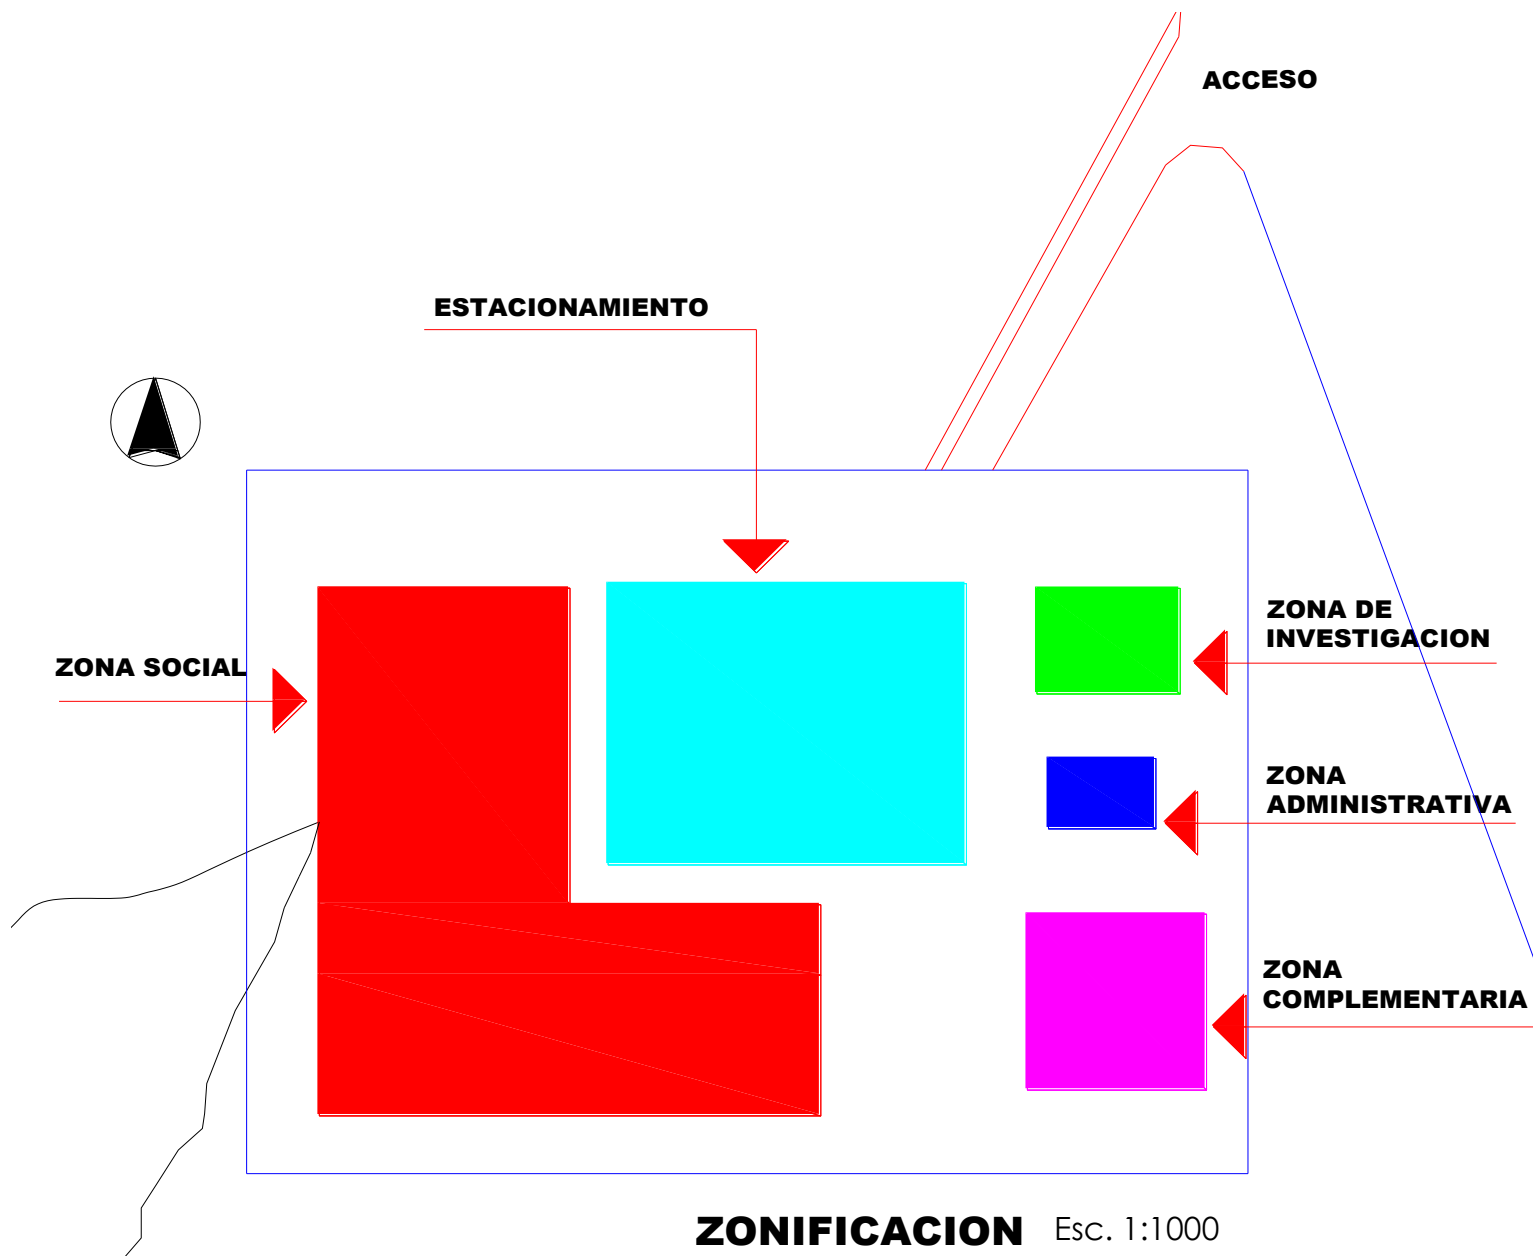 ACCESO
ESTACIONAMIENTO
ZONA DE
INVESTIGACION
ZONA SOCIAL
ZONA
ADMINISTRATIVA
ZONA
COMPLEMENTARIA
ZONIFICACION Esc. 1:1000